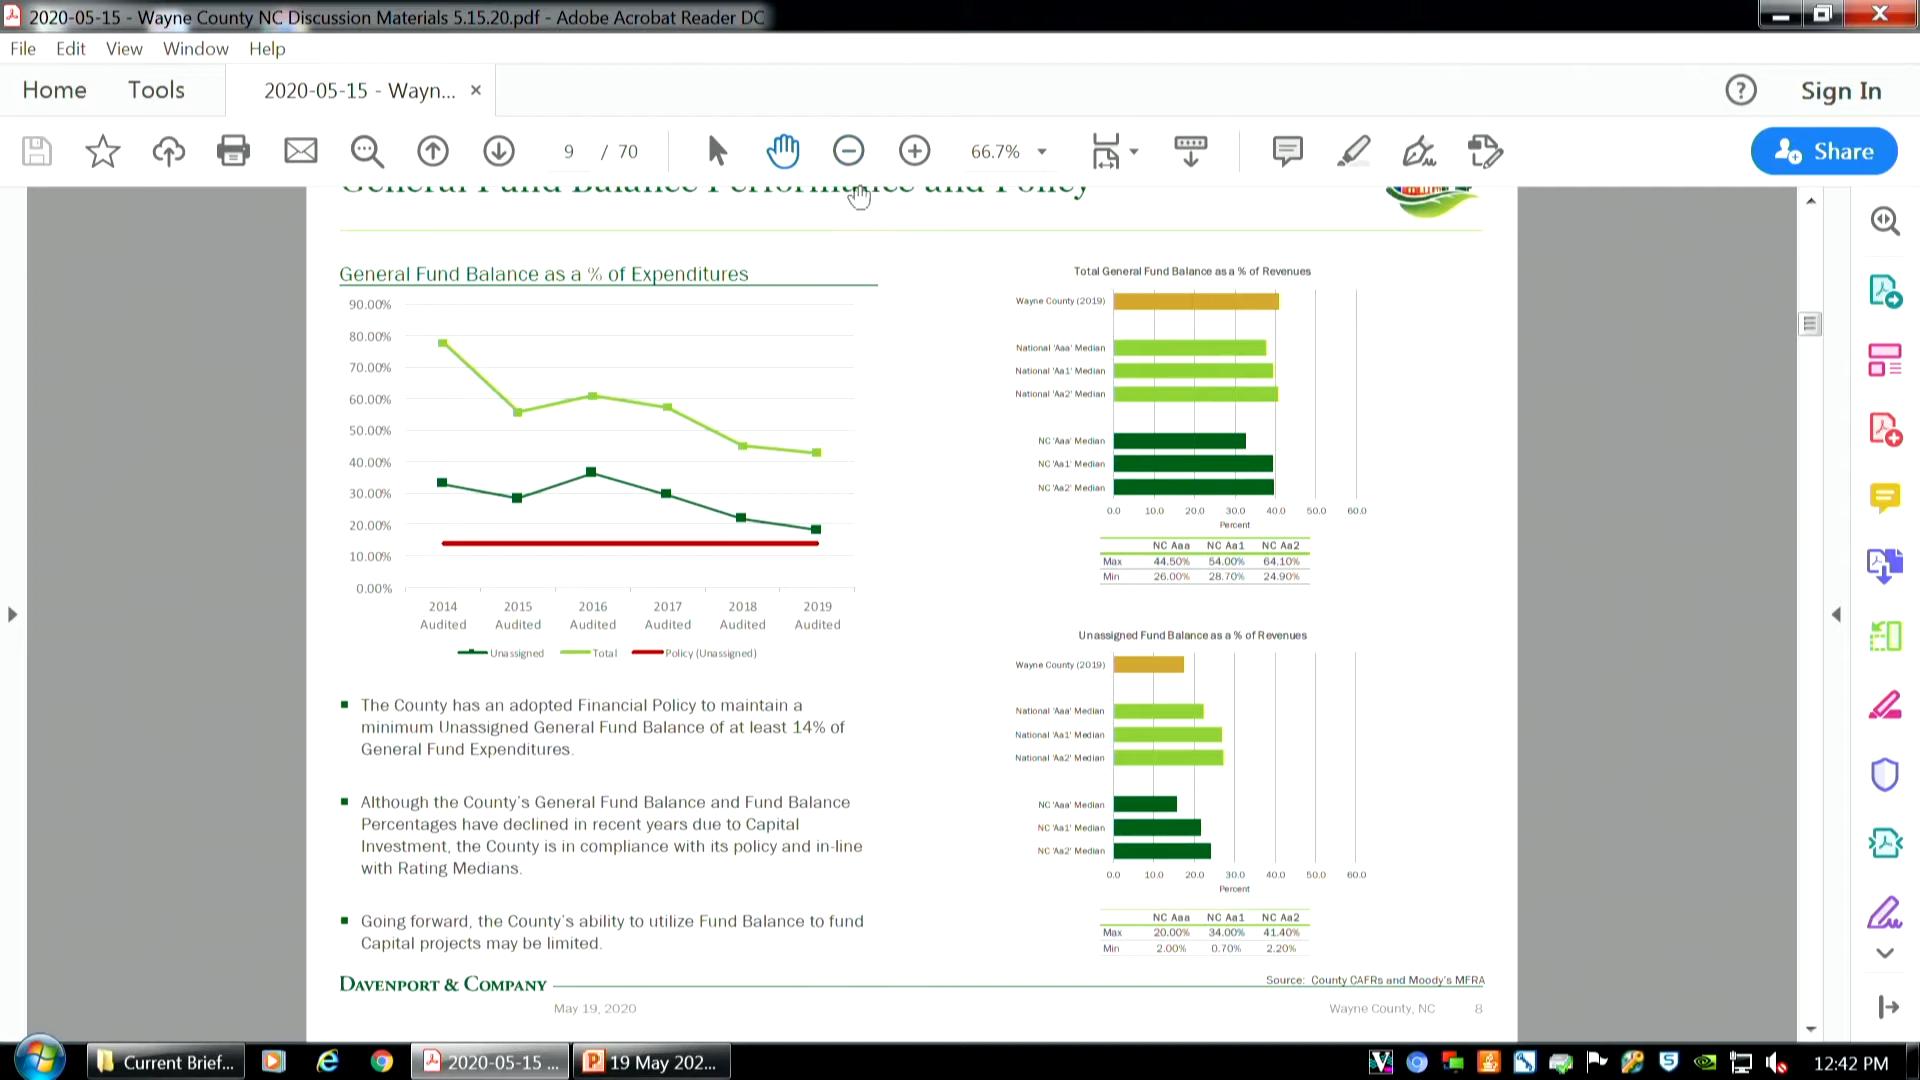 2020-05-15 - Wayne County NC Discussion Materials 5.15.20.pdf - Adobe Acrobat Reader DC
File Edit View Window Help
Home Tools 2020-05-15 - Wayn... × ? Sign In
9 / 70 66.7% Share
General Fund Balance Performance and Policy
General Fund Balance as a % of Expenditures
90.00%
80.00%
70.00%
60.00%
50.00%
40.00%
30.00%
20.00%
10.00%
0.00%
2014 2015 2016 2017 2018 2019
Audited Audited Audited Audited Audited Audited
Unassigned Total Policy (Unassigned)
The County has an adopted Financial Policy to maintain a
minimum Unassigned General Fund Balance of at least 14% of
General Fund Expenditures.
Although the County's General Fund Balance and Fund Balance
Percentages have declined in recent years due to Capital
Investment, the County is in compliance with its policy and in-line
with Rating Medians.
Going forward, the County's ability to utilize Fund Balance to fund
Capital projects may be limited.
Total General Fund Balance as a % of Revenues
Wayne County (2019)
National 'Aaa' Median
National 'Aa1' Median
National 'Aa2' Median
NC 'Aaa' Median
NC 'Aa1' Median
NC 'Aa2' Median
0.0 10.0 20.0 30.0 40.0 50.0 60.0
Percent
NC Aaa NC Aa1 NC Aa2
Max 44.50% 54.00% 64.10%
Min 26.00% 28.70% 24.90%
Unassigned Fund Balance as a % of Revenues
Wayne County (2019)
National 'Aaa' Median
National 'Aa1' Median
National 'Aa2' Median
NC 'Aaa' Median
NC 'Aa1' Median
NC 'Aa2' Median
0.0 10.0 20.0 30.0 40.0 50.0 60.0
Percent
NC Aaa NC Aa1 NC Aa2
Max 20.00% 34.00% 41.40%
Min 2.00% 0.70% 2.20%
Source: County CAFRs and Moody's MFRA
DAVENPORT & COMPANY
May 19, 2020 Wayne County, NC 8
Current Brief... 2020-05-15 ... 19 May 202... 12:42 PM